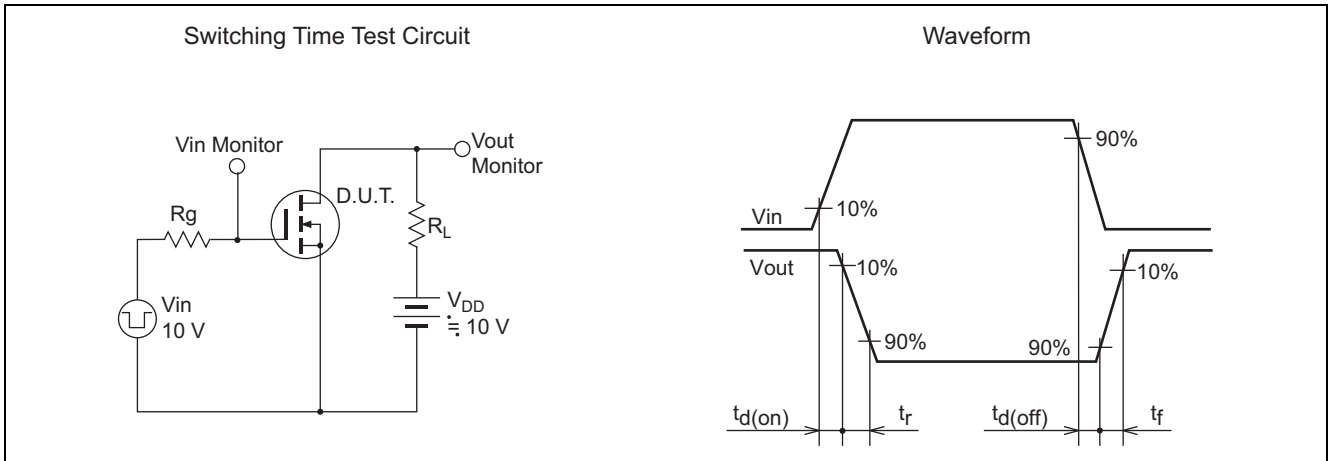 Switching Time Test Circuit
Vin Monitor
Vout
Monitor
D.U.T.
Rg
RL
Vin
10 V
VDD
≒ 10 V
Waveform
90%
Vin
10%
Vout
10%
10%
90%
90%
td(on)
tr
td(off)
tf